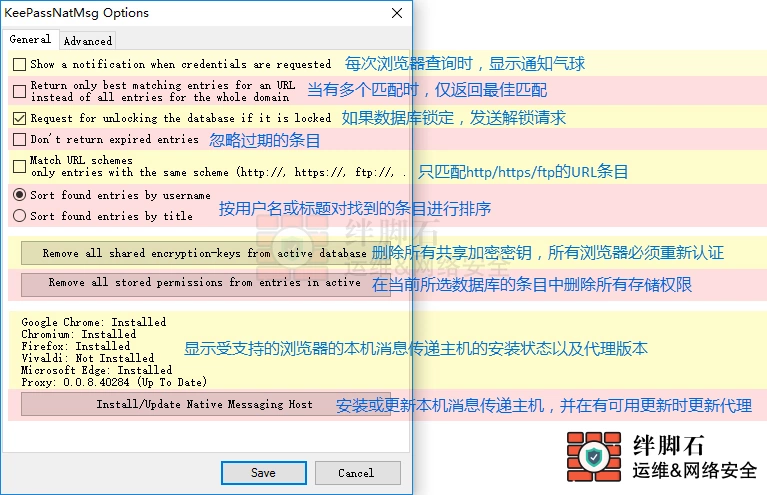 KeePassNatMsg Options
General
Advanced
Show a notification when credentials are requested
每次浏览器查询时，显示通知气球
Return only best matching entries for an URL
instead of all entries for the whole domain
当有多个匹配时，仅返回最佳匹配
Request for unlocking the database if it is locked
如果数据库锁定，发送解锁请求
Don't return expired entries
忽略过期的条目
Match URL schemes
only entries with the same scheme (http://, https://, ftp://, .
只匹配http/https/ftp的URL条目
Sort found entries by username
Sort found entries by title
按用户名或标题对找到的条目进行排序
绊脚石
运维&网络安全
Remove all shared encryption-keys from active database
删除所有共享加密密钥，所有浏览器必须重新认证
Remove all stored permissions from entries in active
在当前所选数据库的条目中删除所有存储权限
Google Chrome: Installed
Chromium: Installed
Firefox: Installed
Vivaldi: Not Installed
Microsoft Edge: Installed
Proxy: 0.0.8.40284 (Up To Date)
显示受支持的浏览器的本机消息传递主机的安装状态以及代理版本
Install/Update Native Messaging Host
安装或更新本机消息传递主机，并在有可用更新时更新代理
Save
Cancel
绊脚石
运维&网络安全